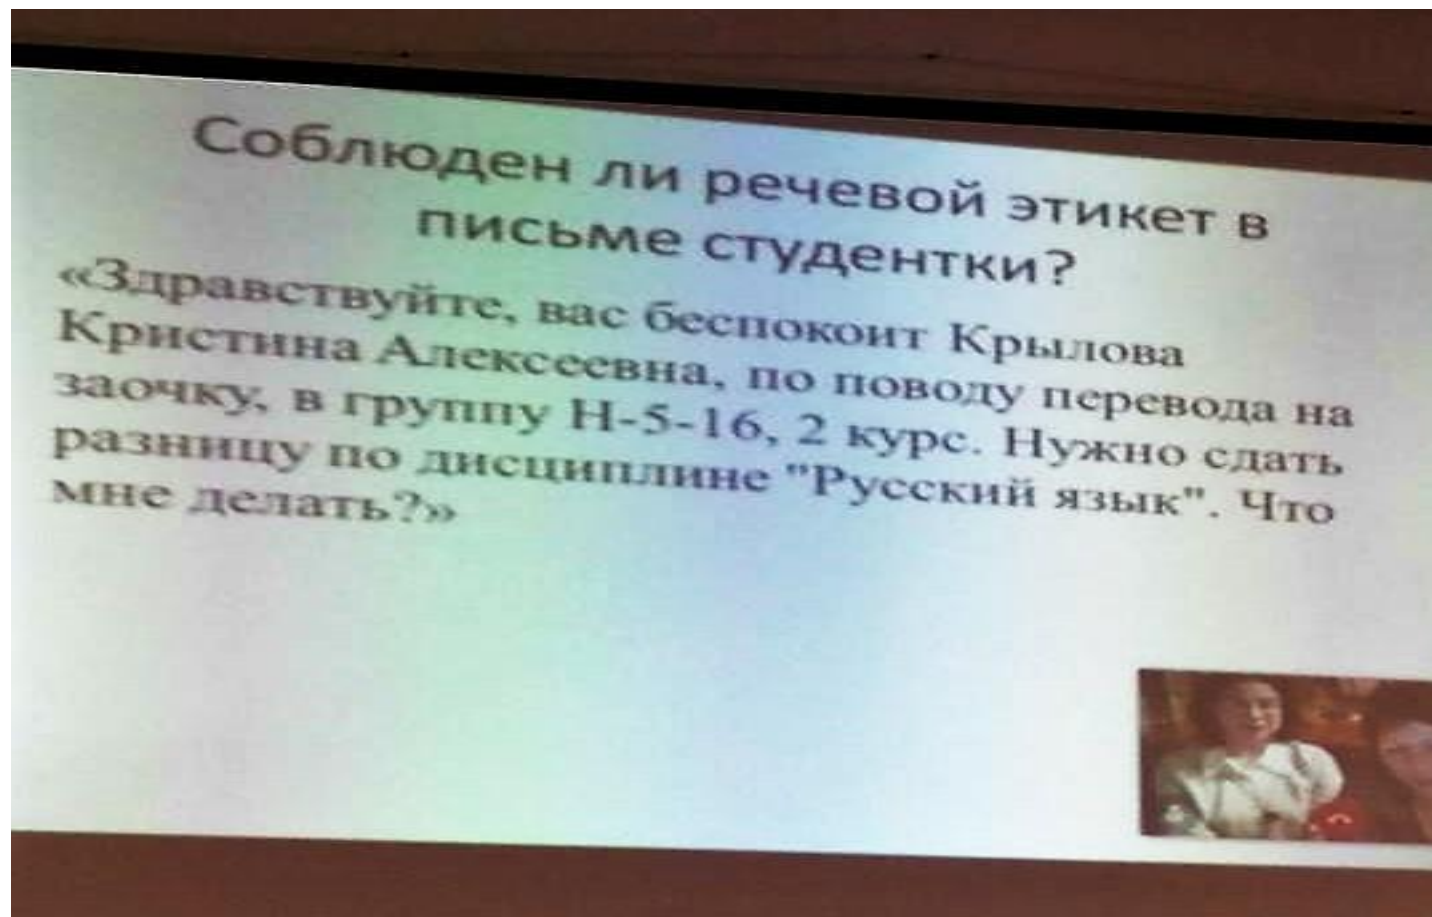 Соблюден ли речевой этикет в
письме студентки?
«Здравствуйте, вас беспокоит Крылова
Кристина Алексеевна, по поводу перевода на
заочку, в группу Н-5-16, 2 курс. Нужно сдать
разницу по дисциплине "Русский язык". Что
мне делать?»